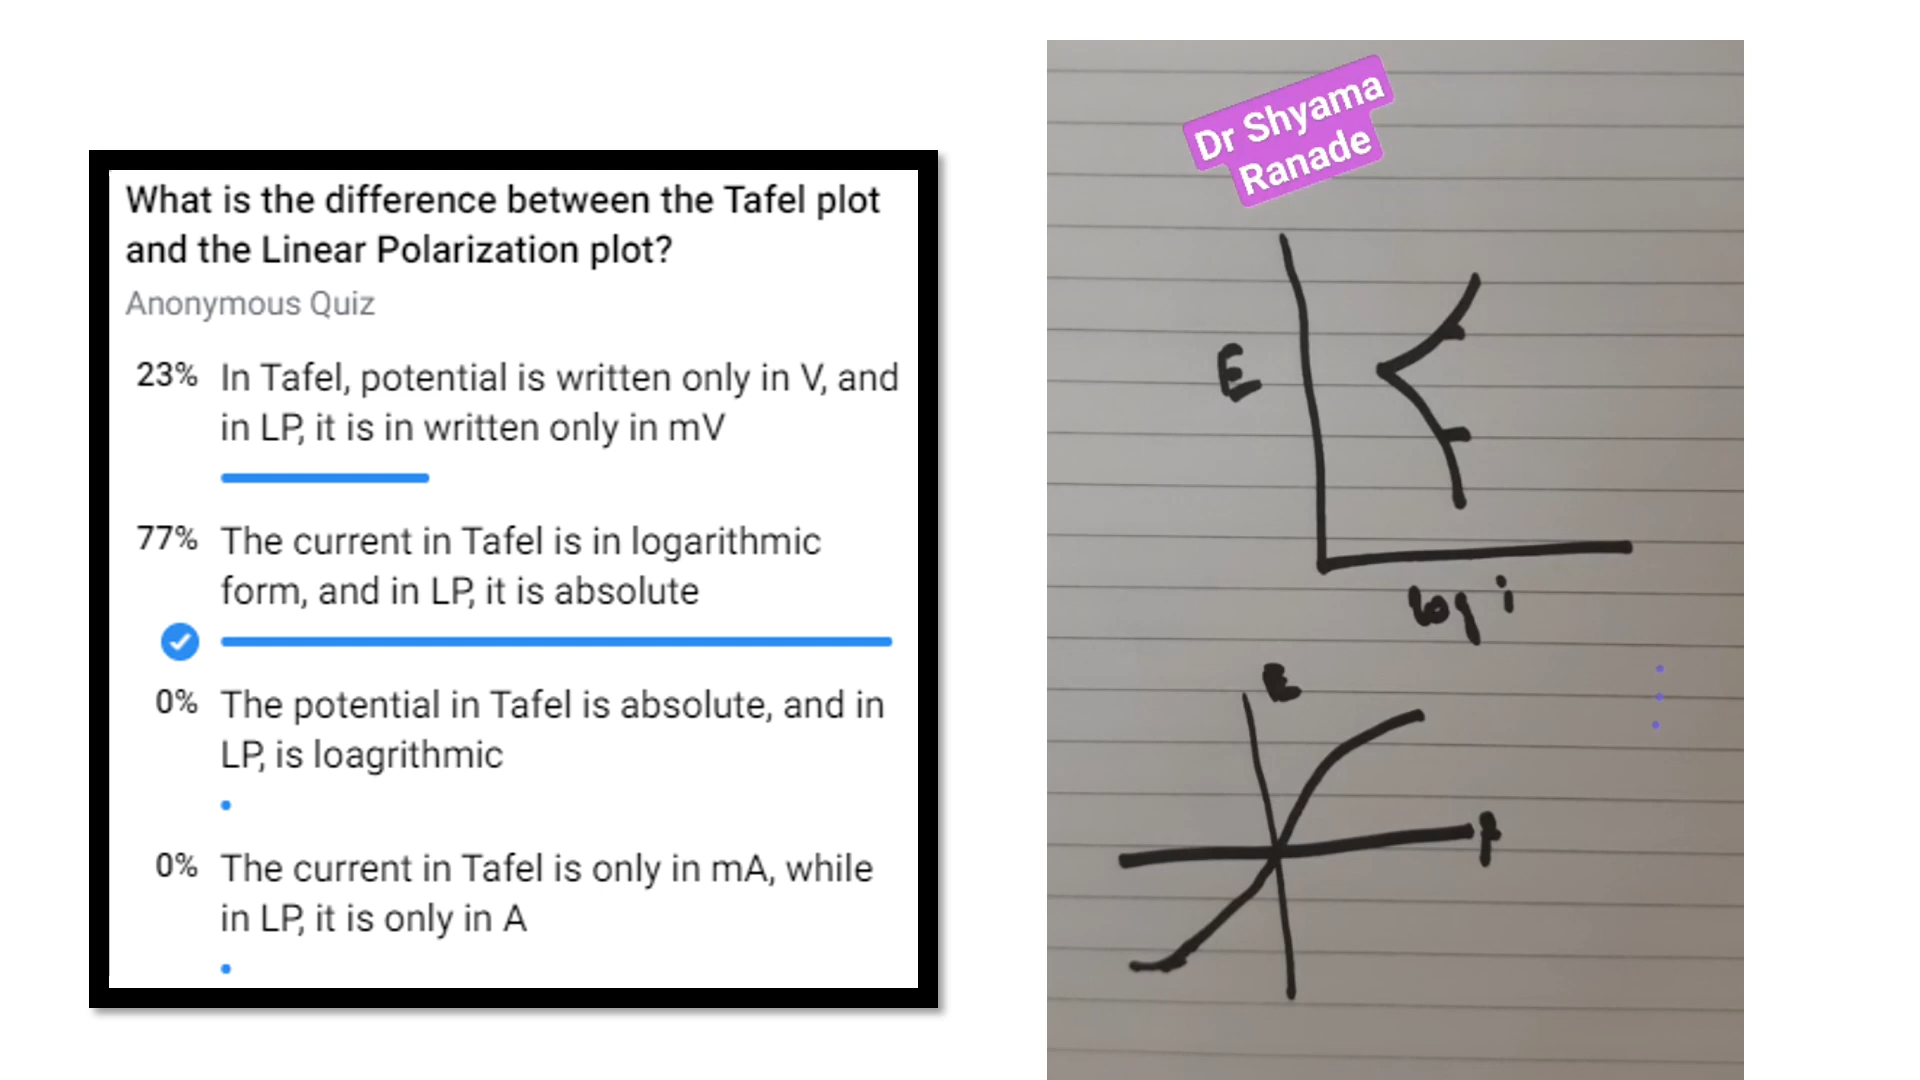 What is the difference between the Tafel plot
and the Linear Polarization plot?
Anonymous Quiz
23% In Tafel, potential is written only in V, and
in LP, it is in written only in mV
77% The current in Tafel is in logarithmic
form, and in LP, it is absolute
0% The potential in Tafel is absolute, and in
LP, is loagrithmic
0% The current in Tafel is only in mA, while
in LP, it is only in A
Dr Shyama
Ranade
E
log i
E